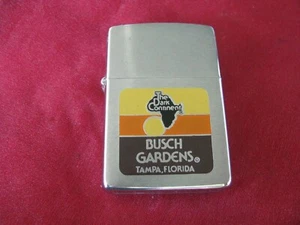 The
Dark
Continent
BUSCH
GARDENS®
TAMPA, FLORIDA